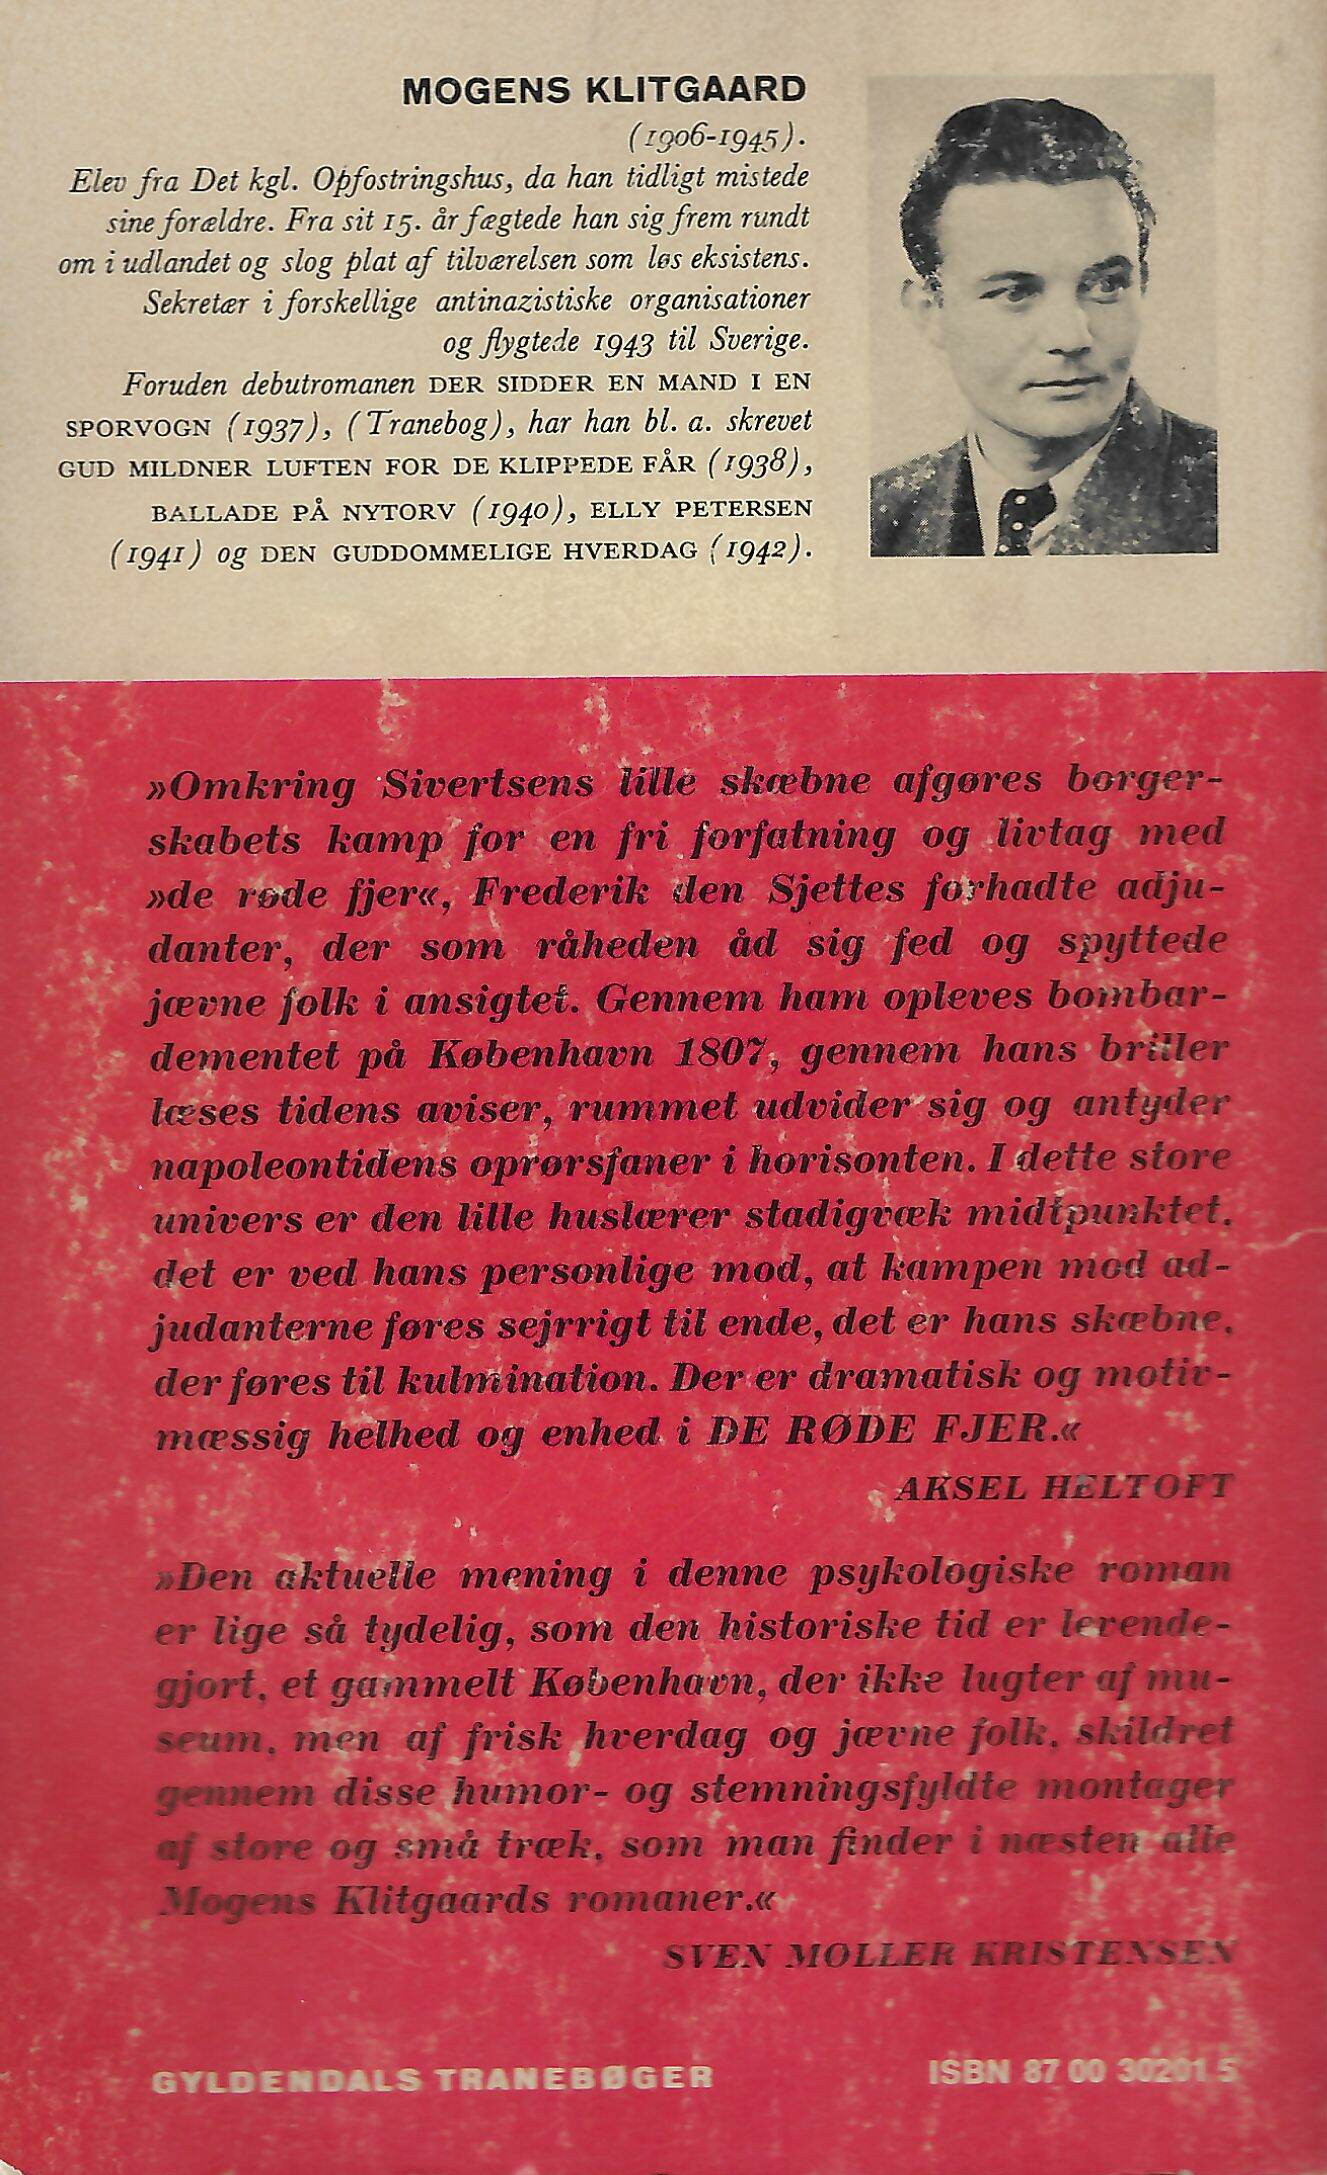 MOGENS KLITGAARD
(1906-1945).
Elev fra Det kgl. Opfostringshus, da han tidligt mistede
sine forældre. Fra sit 15. år fægtede han sig frem rundt
om i udlandet og slog plat af tilværelsen som løs eksistens.
Sekretær i forskellige antinazistiske organisationer
og flygtede 1943 til Sverige.
Foruden debutromanen DER SIDDER EN MAND I EN
SPORVOGN (1937), (Tranebog), har han bl. a. skrevet
GUD MILDNER LUFTEN FOR DE KLIPPEDE FÅR (1938),
BALLADE PÅ NYTORV (1940), ELLY PETERSEN
(1941) og DEN GUDDOMMELIGE HVERDAG (1942).
»Omkring Sivertsens lille skæbne afgøres borger-
skabets kamp for en fri forfatning og livtag med
»de røde fjer«, Frederik den Sjettes forhadte adju-
danter, der som råheden åd sig fed og spyttede
jævne folk i ansigtet. Gennem ham opleves bombar-
dementet på København 1807, gennem hans briller
læses tidens aviser, rummet udvider sig og antyder
napoleontidens oprørsfaner i horisonten. I dette store
univers er den lille huslærer stadigvæk midtpunktet,
det er ved hans personlige mod, at kampen mod ad-
judanterne føres sejrrigt til ende, det er hans skæbne,
der føres til kulmination. Der er dramatisk og motiv-
mæssig helhed og enhed i DE RØDE FJER.«
AKSEL HELTOFT
»Den aktuelle mening i denne psykologiske roman
er lige så tydelig, som den historiske tid er levende-
gjort, et gammelt København, der ikke lugter af mu-
seum, men af frisk hverdag og jævne folk, skildret
gennem disse humor- og stemningsfyldte montager
af store og små træk, som man finder i næsten alle
Mogens Klitgaards romaner.«
SVEN MØLLER KRISTENSEN
GYLDENDALS TRANEBØGER
ISBN 87 00 30201 5